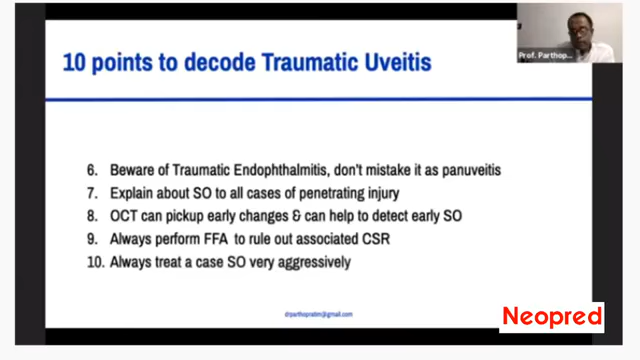 10 points to decode Traumatic Uveitis
Prof. Parthop...
6. Beware of Traumatic Endophthalmitis, don't mistake it as panuveitis
7. Explain about SO to all cases of penetrating injury
8. OCT can pickup early changes & can help to detect early SO
9. Always perform FFA to rule out associated CSR
10. Always treat a case SO very aggressively
drparthopratim@gmail.com
Neopred